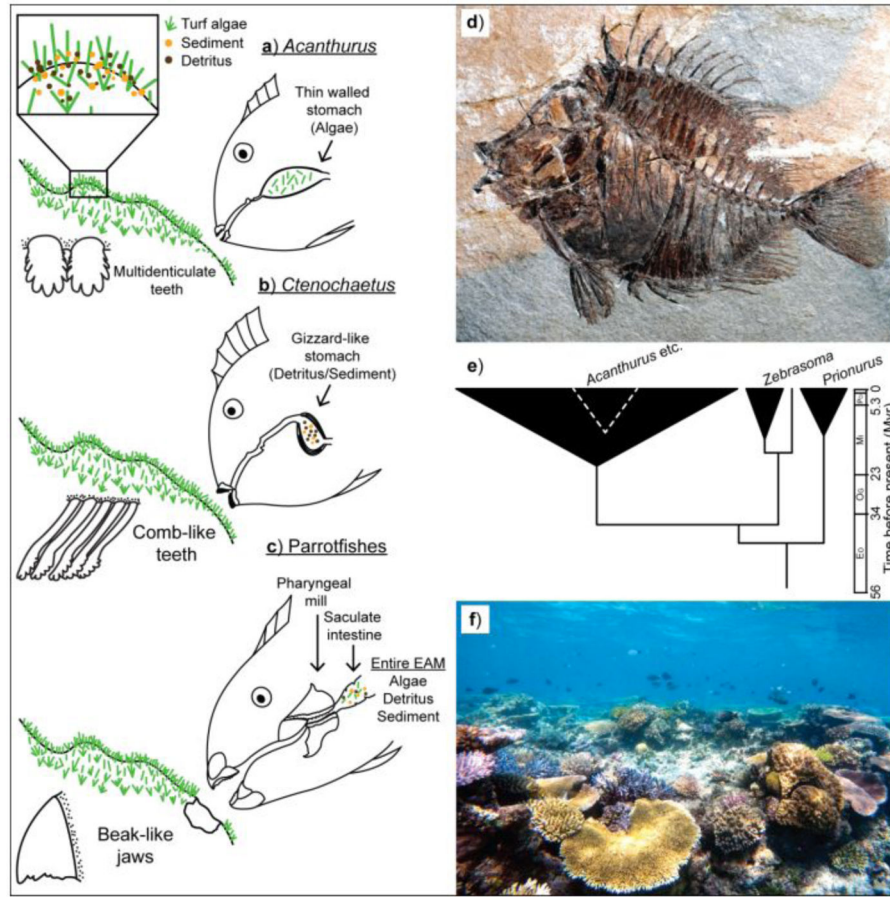 Turf algae
Sediment
Detritus
a) Acanthurus
Thin walled
stomach
(Algae)
Multidenticulate
teeth
b) Ctenochaetus
Gizzard-like
stomach
(Detritus/Sediment)
Comb-like
teeth
c) Parrotfishes
Pharyngeal
mill
Saculate
intestine
Entire EAM
Algae
Detritus
Sediment
Beak-like
jaws
d)
e)
Acanthurus etc.
Zebrasoma
Prionurus
0
5.3
23
34
56
Mi
Og
Eo
Time before present (Myr)
f)